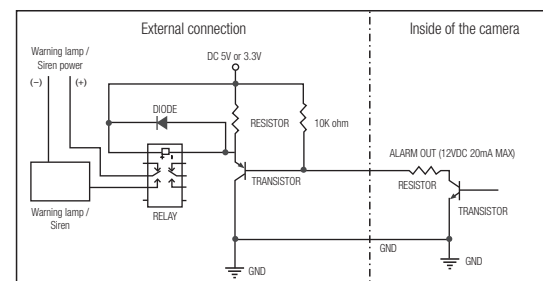 External connection
Inside of the camera
Warning lamp /
Siren power
(−) (+)
DC 5V or 3.3V
DIODE
RESISTOR
10K ohm
+ -
ALARM OUT (12VDC 20mA MAX)
RESISTOR
TRANSISTOR
TRANSISTOR
RELAY
Warning lamp /
Siren
GND
GND
GND